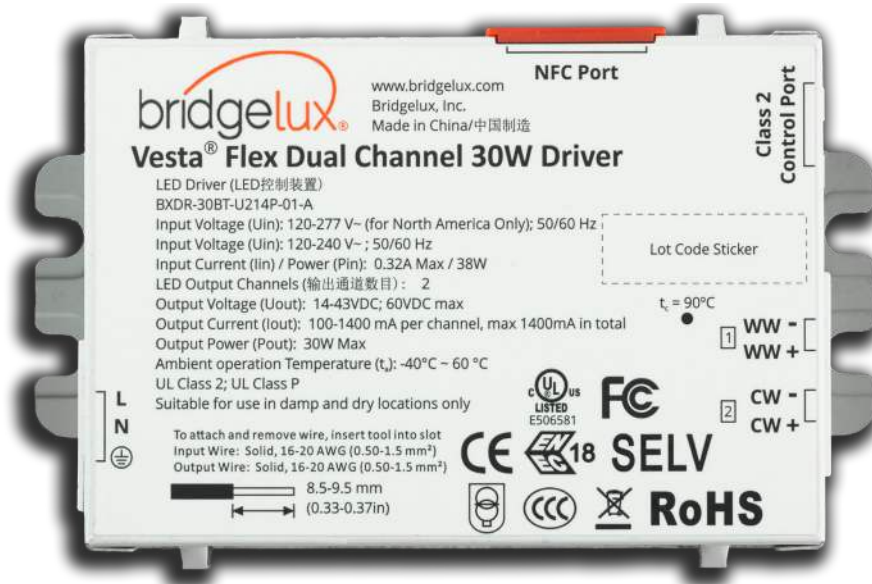 NFC Port
Class 2
Control Port
bridgelux®
www.bridgelux.com
Bridgelux, Inc.
Made in China/中国制造
Vesta® Flex Dual Channel 30W Driver
LED Driver (LED控制装置)
BXDR-30BT-U214P-01-A
Input Voltage (Uin): 120-277 V~ (for North America Only); 50/60 Hz
Input Voltage (Uin): 120-240 V~ ; 50/60 Hz
Input Current (Iin) / Power (Pin): 0.32A Max / 38W
LED Output Channels (输出通道数目) : 2
Output Voltage (Uout): 14-43VDC; 60VDC max
Output Current (Iout): 100-1400 mA per channel, max 1400mA in total
Output Power (Pout): 30W Max
Ambient operation Temperature (tₐ): -40°C ~ 60 °C
UL Class 2; UL Class P
Suitable for use in damp and dry locations only
Lot Code Sticker
t꜀ = 90°C
1 WW -
WW +
2 CW -
CW +
L
N
To attach and remove wire, insert tool into slot
Input Wire: Solid, 16-20 AWG (0.50-1.5 mm²)
Output Wire: Solid, 16-20 AWG (0.50-1.5 mm²)
8.5-9.5 mm
(0.33-0.37in)
C UL US
LISTED
E506581
FC
CE ENEC 18 SELV
CCC RoHS